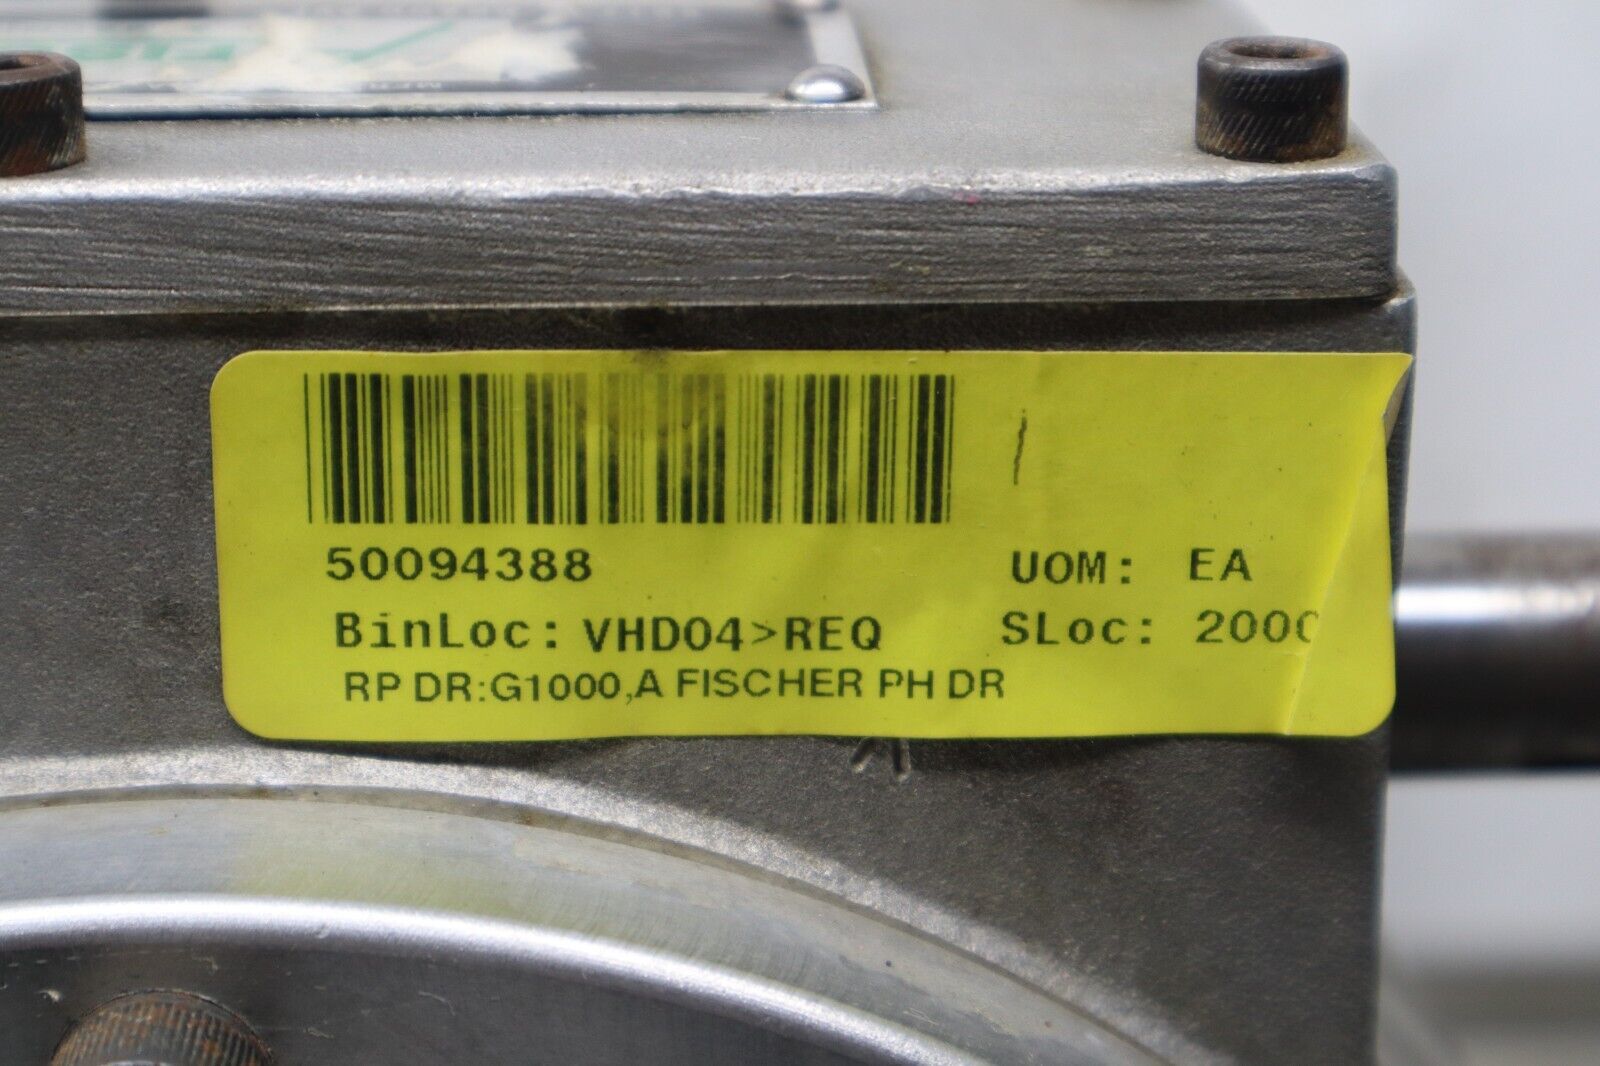 50094388 UOM: EA
BinLoc: VHD04>REQ SLoc: 2000
RP DR:G1000,A FISCHER PH DR